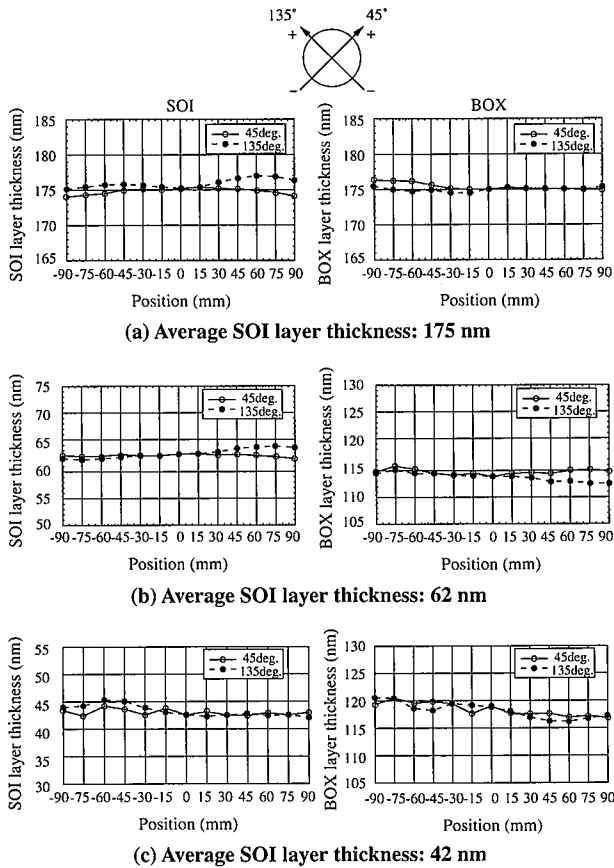 135° 45°
+ +
− −
SOI BOX
SOI layer thickness (nm)
185
180
175
170
165
45deg.
135deg.
-90 -75 -60 -45 -30 -15 0 15 30 45 60 75 90
Position (mm)
BOX layer thickness (nm)
185
180
175
170
165
45deg.
135deg.
-90 -75 -60 -45 -30 -15 0 15 30 45 60 75 90
Position (mm)
(a) Average SOI layer thickness: 175 nm
SOI layer thickness (nm)
75
70
65
60
55
50
45deg.
135deg.
-90 -75 -60 -45 -30 -15 0 15 30 45 60 75 90
Position (mm)
BOX layer thickness (nm)
130
125
120
115
110
105
45deg.
135deg.
-90 -75 -60 -45 -30 -15 0 15 30 45 60 75 90
Position (mm)
(b) Average SOI layer thickness: 62 nm
SOI layer thickness (nm)
55
50
45
40
35
30
45deg.
135deg.
-90 -75 -60 -45 -30 -15 0 15 30 45 60 75 90
Position (mm)
BOX layer thickness (nm)
130
125
120
115
110
105
45deg.
135deg.
-90 -75 -60 -45 -30 -15 0 15 30 45 60 75 90
Position (mm)
(c) Average SOI layer thickness: 42 nm